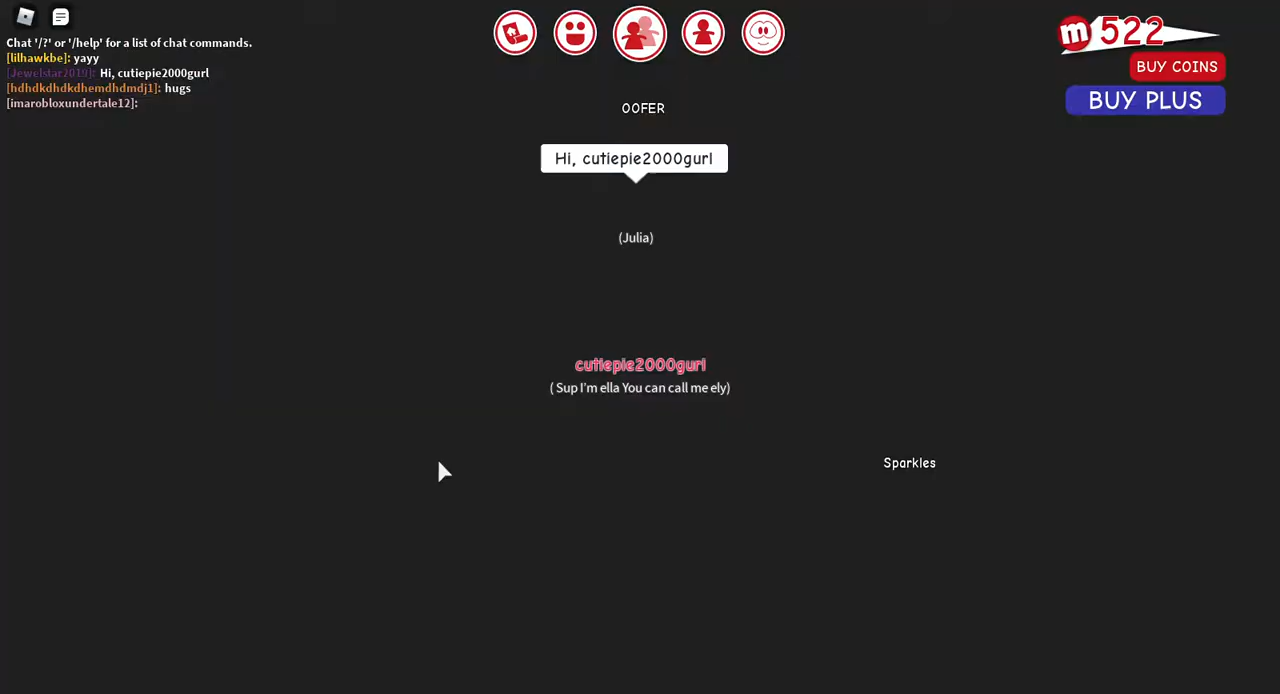 Chat '/?' or '/help' for a list of chat commands.
[lilhawkbe]: yayy
[Jewelstar2019]: Hi, cutiepie2000gurl
[hdhdkdhdkdhemdhdmdj1]: hugs
[imarobloxundertale12]:
m 522
BUY COINS
BUY PLUS
OOFER
Hi, cutiepie2000gurl
(Julia)
cutiepie2000gurl
( Sup I'm ella You can call me ely)
Sparkles